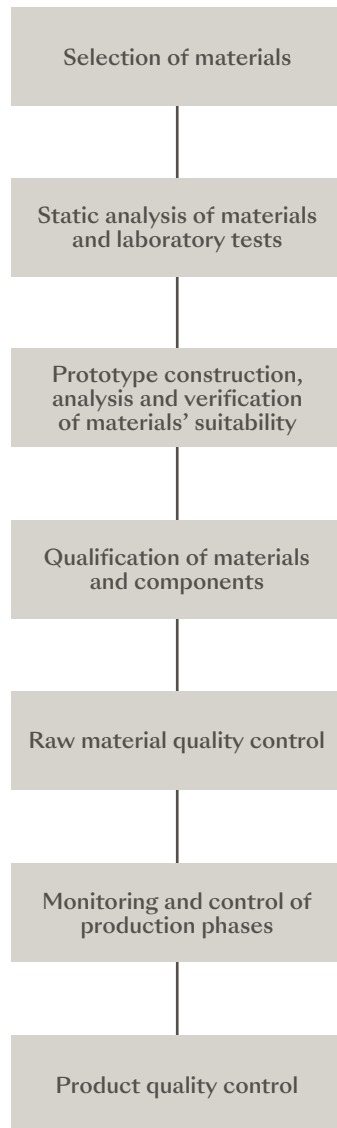 Selection of materials
Static analysis of materials
and laboratory tests
Prototype construction,
analysis and verification
of materials’ suitability
Qualification of materials
and components
Raw material quality control
Monitoring and control of
production phases
Product quality control